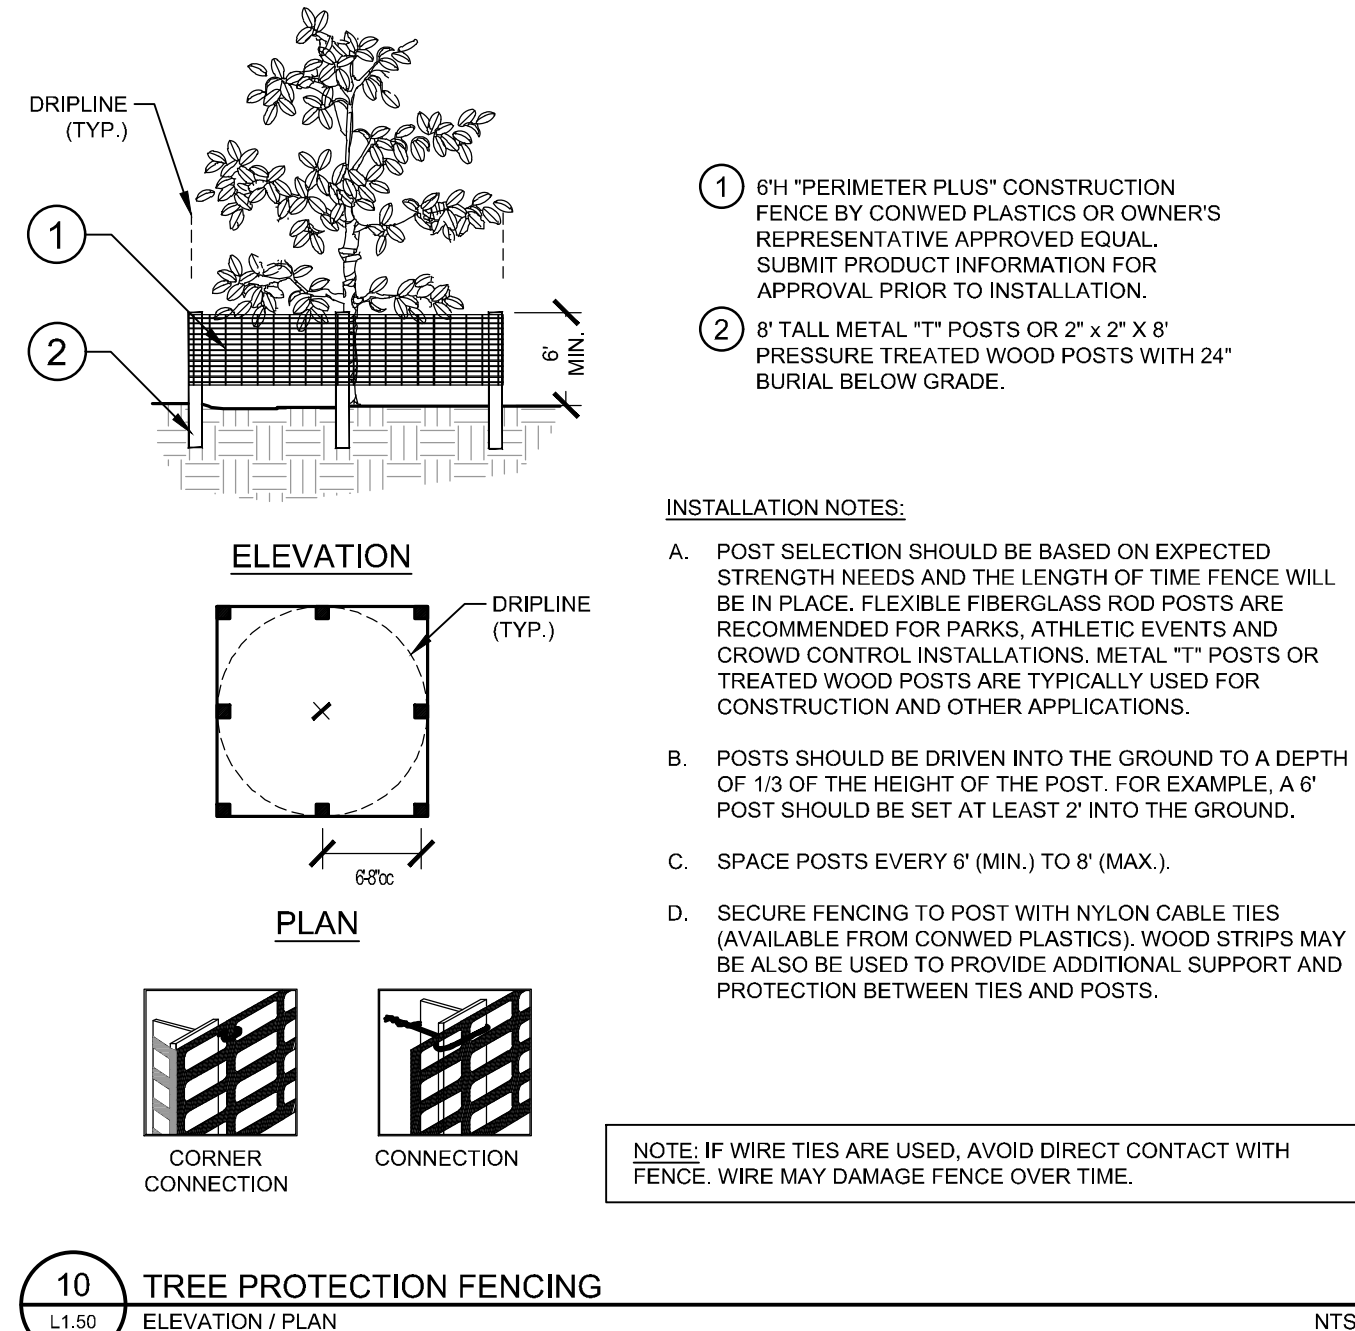 DRIPLINE
(TYP.)
1
2
6'
MIN.
ELEVATION
DRIPLINE
(TYP.)
6'-8"oc
PLAN
CORNER
CONNECTION
CONNECTION
1
6'H "PERIMETER PLUS" CONSTRUCTION
FENCE BY CONWED PLASTICS OR OWNER'S
REPRESENTATIVE APPROVED EQUAL.
SUBMIT PRODUCT INFORMATION FOR
APPROVAL PRIOR TO INSTALLATION.
2
8' TALL METAL "T" POSTS OR 2" x 2" X 8'
PRESSURE TREATED WOOD POSTS WITH 24"
BURIAL BELOW GRADE.
INSTALLATION NOTES:
A. POST SELECTION SHOULD BE BASED ON EXPECTED
STRENGTH NEEDS AND THE LENGTH OF TIME FENCE WILL
BE IN PLACE. FLEXIBLE FIBERGLASS ROD POSTS ARE
RECOMMENDED FOR PARKS, ATHLETIC EVENTS AND
CROWD CONTROL INSTALLATIONS. METAL "T" POSTS OR
TREATED WOOD POSTS ARE TYPICALLY USED FOR
CONSTRUCTION AND OTHER APPLICATIONS.
B. POSTS SHOULD BE DRIVEN INTO THE GROUND TO A DEPTH
OF 1/3 OF THE HEIGHT OF THE POST. FOR EXAMPLE, A 6'
POST SHOULD BE SET AT LEAST 2' INTO THE GROUND.
C. SPACE POSTS EVERY 6' (MIN.) TO 8' (MAX.).
D. SECURE FENCING TO POST WITH NYLON CABLE TIES
(AVAILABLE FROM CONWED PLASTICS). WOOD STRIPS MAY
BE ALSO BE USED TO PROVIDE ADDITIONAL SUPPORT AND
PROTECTION BETWEEN TIES AND POSTS.
NOTE: IF WIRE TIES ARE USED, AVOID DIRECT CONTACT WITH
FENCE. WIRE MAY DAMAGE FENCE OVER TIME.
10
L1.50
TREE PROTECTION FENCING
ELEVATION / PLAN
NTS